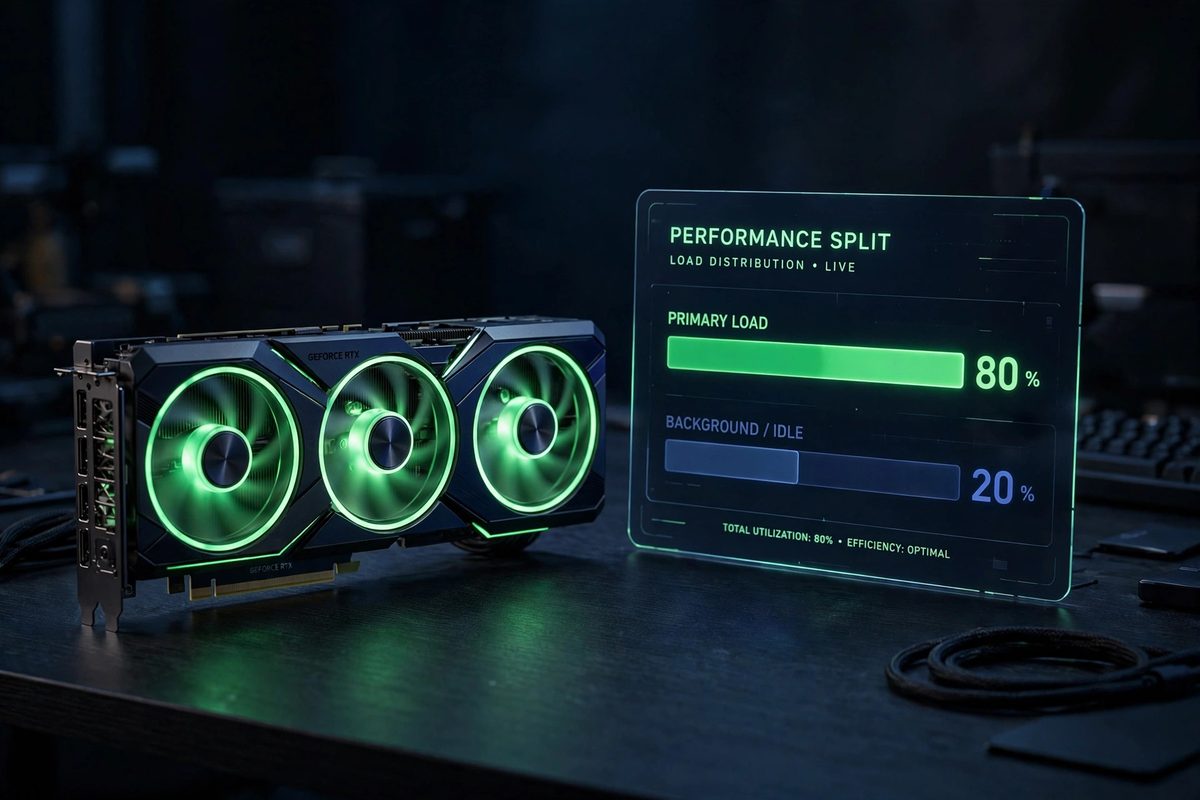 GEFORCE RTX
GEFORCE RTX
PERFORMANCE SPLIT
LOAD DISTRIBUTION • LIVE
PRIMARY LOAD
80 %
BACKGROUND / IDLE
20 %
TOTAL UTILIZATION: 80% • EFFICIENCY: OPTIMAL